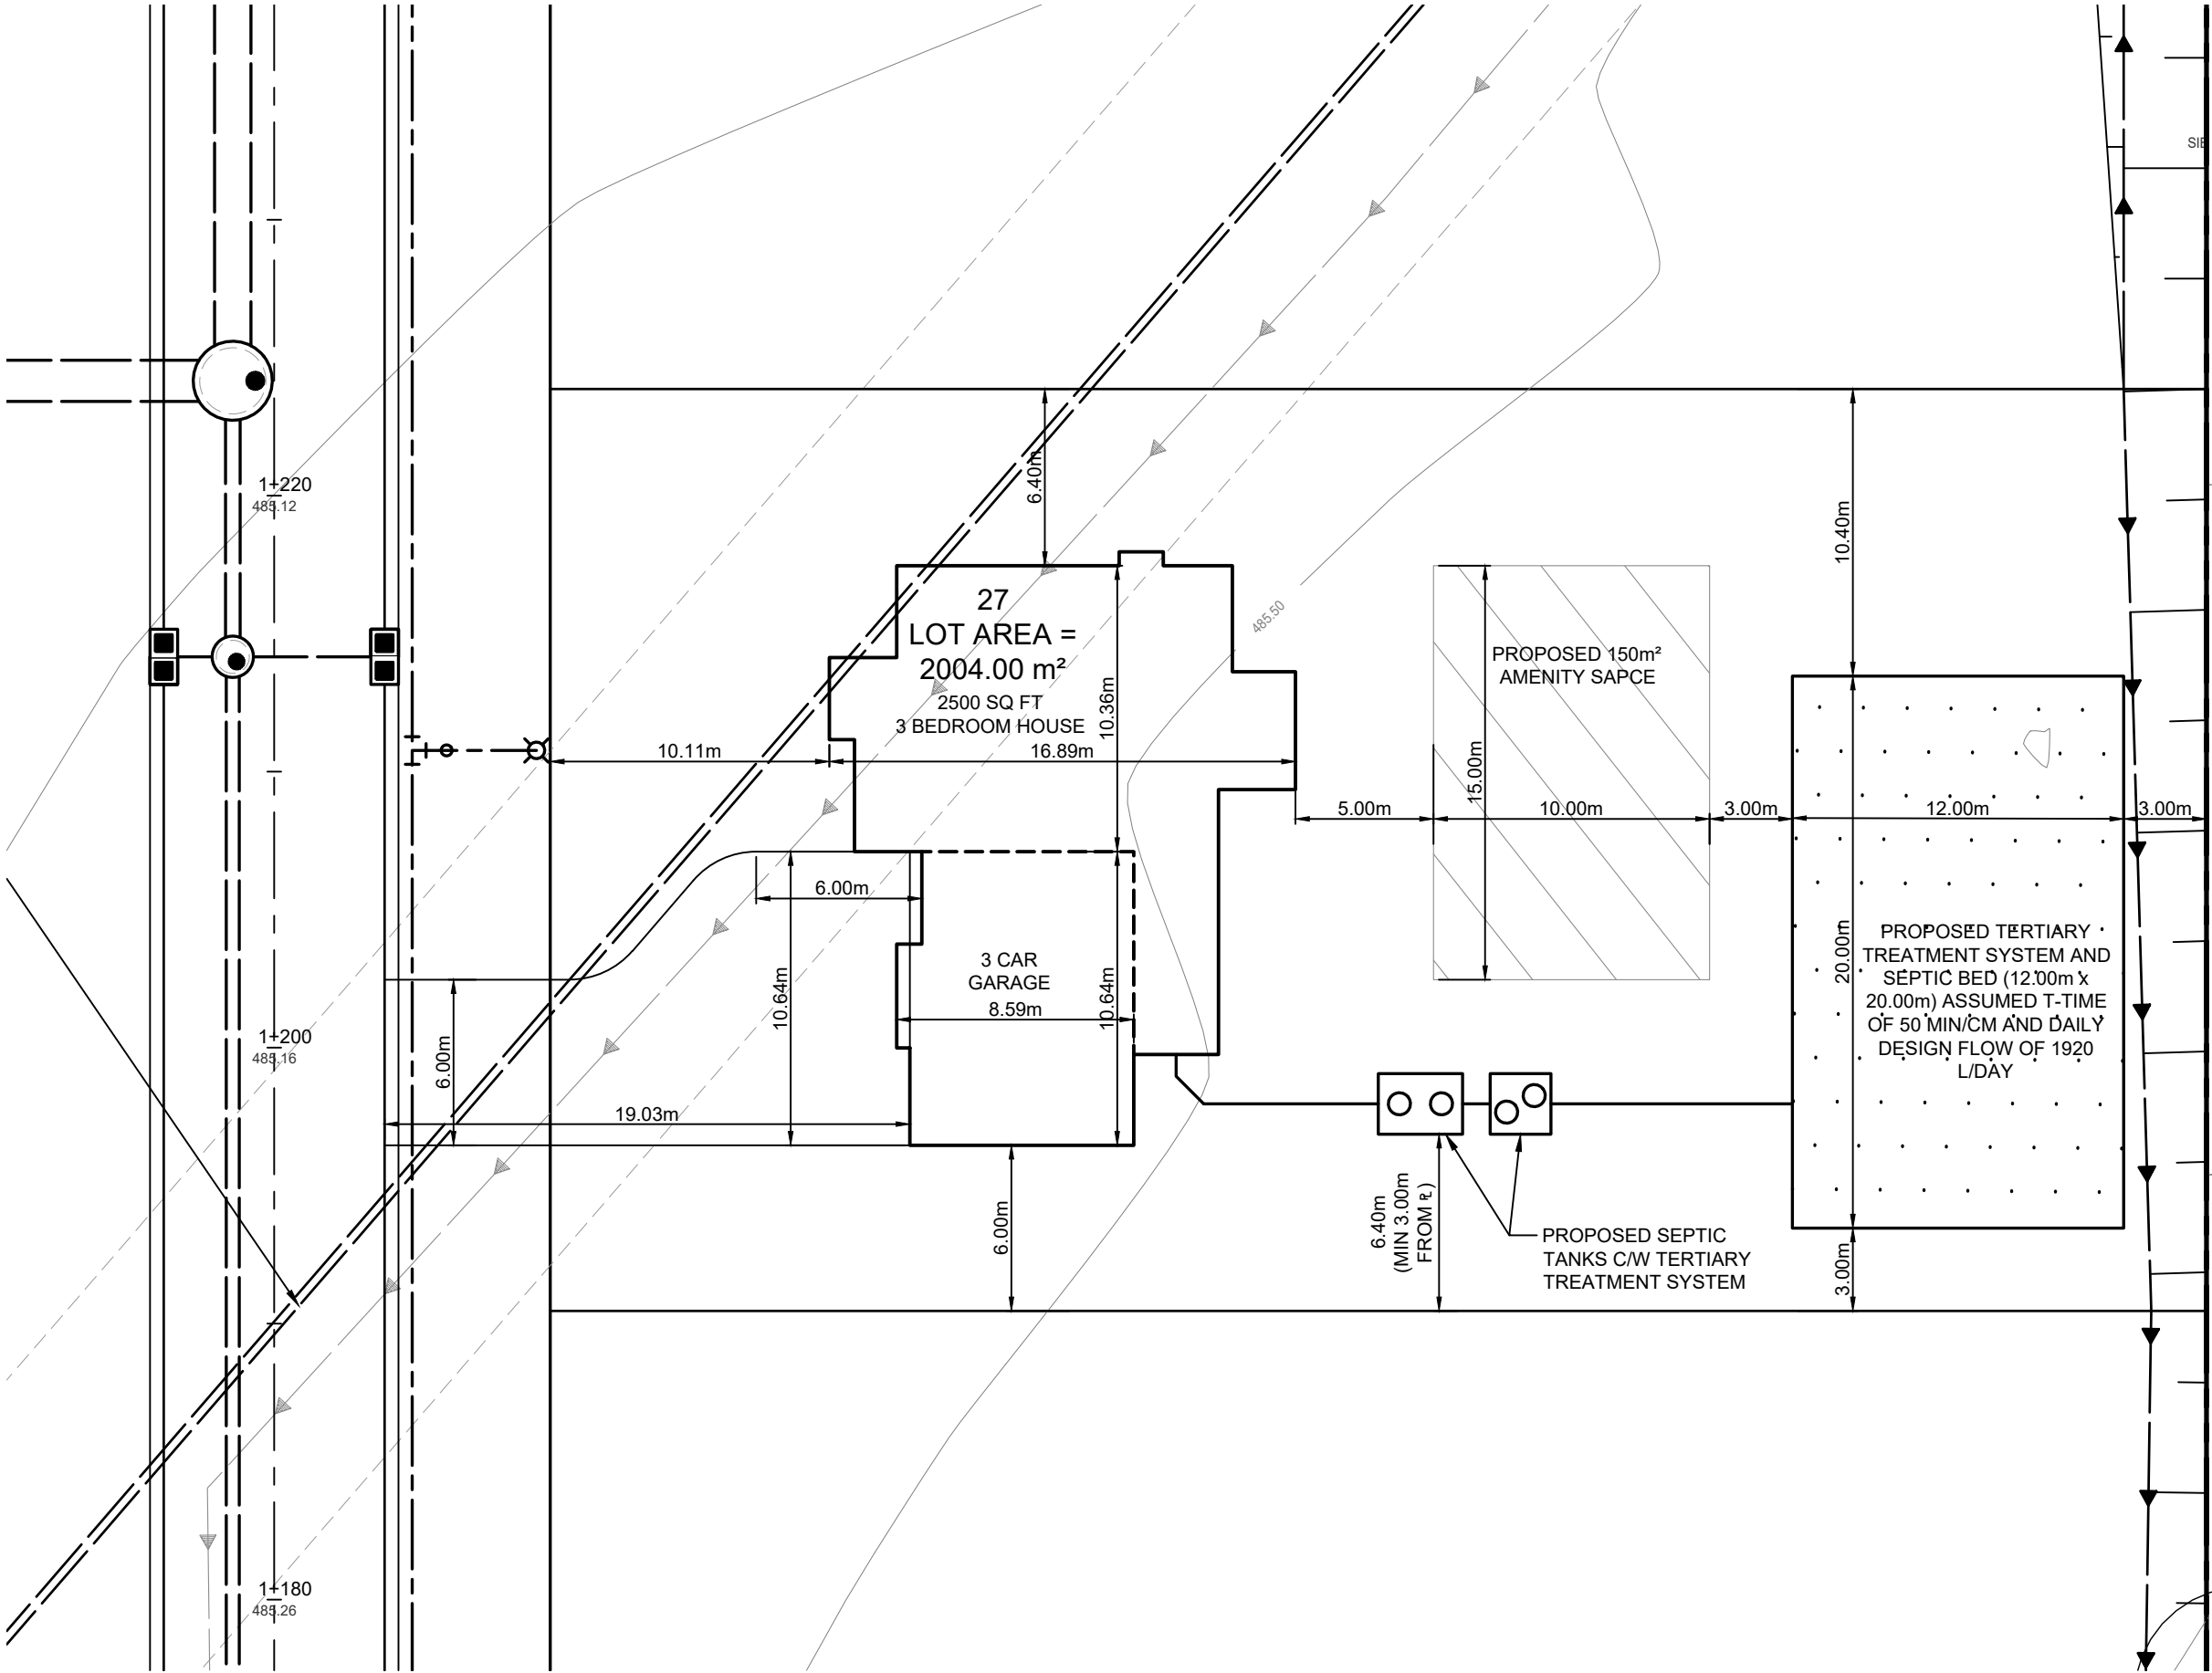 SIE
1+220
485.12
6.40m
10.40m
27
LOT AREA =
2004.00 m²
2500 SQ FT
3 BEDROOM HOUSE
10.36m
485.50
PROPOSED 150m²
AMENITY SAPCE
10.11m
16.89m
15.00m
5.00m
10.00m
3.00m
12.00m
3.00m
6.00m
3 CAR
GARAGE
8.59m
10.64m
10.64m
20.00m
PROPOSED TERTIARY
TREATMENT SYSTEM AND
SEPTIC BED (12.00m x
20.00m) ASSUMED T-TIME
OF 50 MIN/CM AND DAILY
DESIGN FLOW OF 1920
L/DAY
1+200
485.16
6.00m
19.03m
6.00m
6.40m
(MIN 3.00m
FROM ⅊)
PROPOSED SEPTIC
TANKS C/W TERTIARY
TREATMENT SYSTEM
3.00m
1+180
485.26